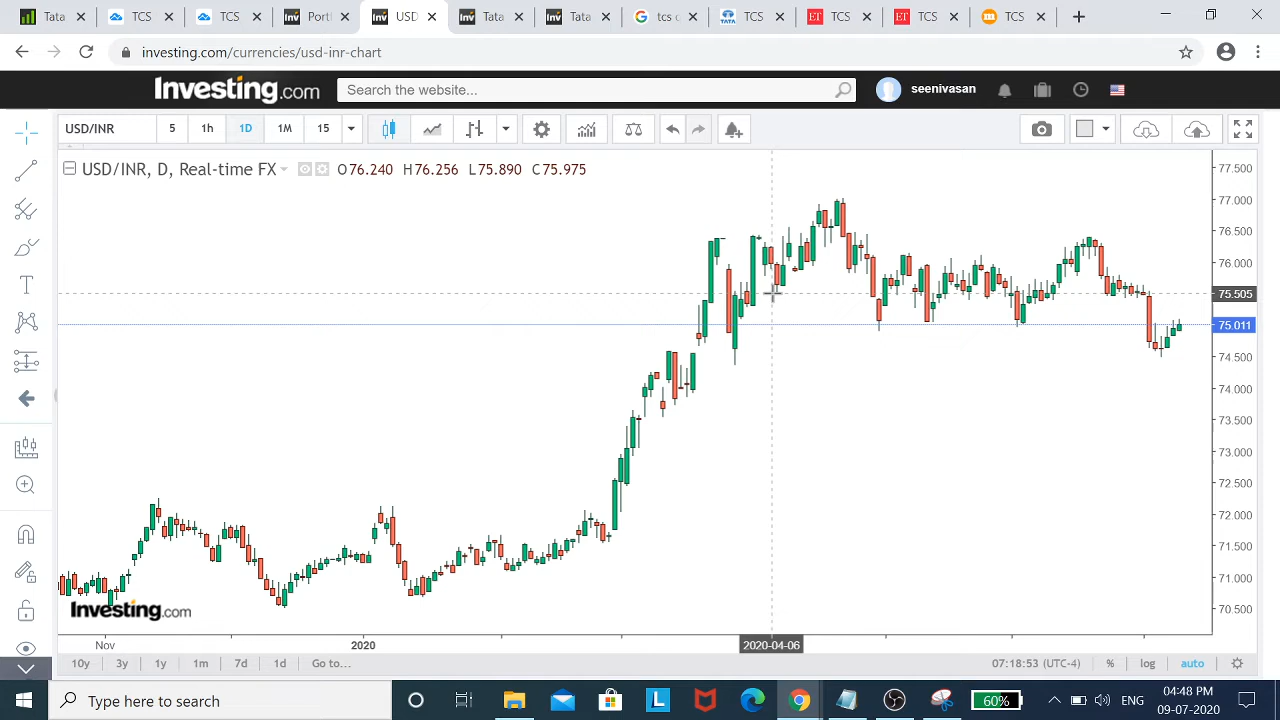 Tata
TCS
TCS
Portf
USD
Tata
Tata
tcs q
TATA
TCS
ET
TCS
ET
TCS
m
TCS
investing.com/currencies/usd-inr-chart
Investing.com
Search the website...
seenivasan
USD/INR
5
1h
1D
1M
15
USD/INR, D, Real-time FX
O76.240 H76.256 L75.890 C75.975
77.500
77.000
76.500
76.000
75.505
75.011
74.500
74.000
73.500
73.000
72.500
72.000
71.500
71.000
70.500
Investing.com
Nov
2020
2020-04-06
10y 3y 1y 1m 7d 1d Go to...
07:18:53 (UTC-4) % log auto
Type here to search
60%
ENG
4:48 PM
09-07-2020